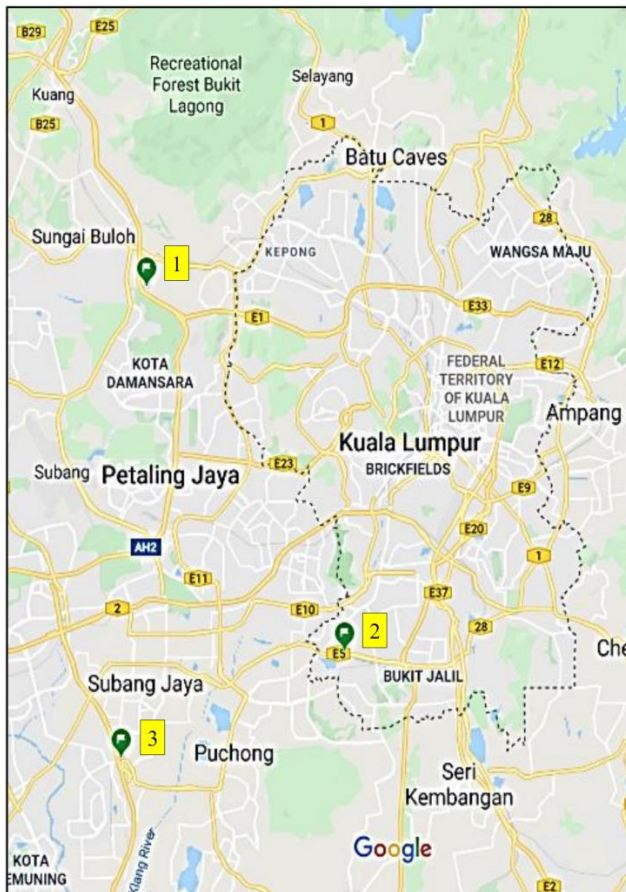 B29
E25
Recreational
Forest Bukit
Lagong
Selayang
Kuang
1
B25
Batu Caves
28
Sungai Buloh
1
KEPONG
WANGSA MAJU
E1
E33
KOTA
DAMANSARA
FEDERAL
TERRITORY
OF KUALA
LUMPUR
E12
Ampang
Kuala Lumpur
Subang
E23
BRICKFIELDS
Petaling Jaya
E9
E20
AH2
1
E11
E37
2
E10
2
28
E5
Che
Subang Jaya
BUKIT JALIL
3
Puchong
Seri
Kembangan
Google
KOTA
EMUNING
Klang River
E2